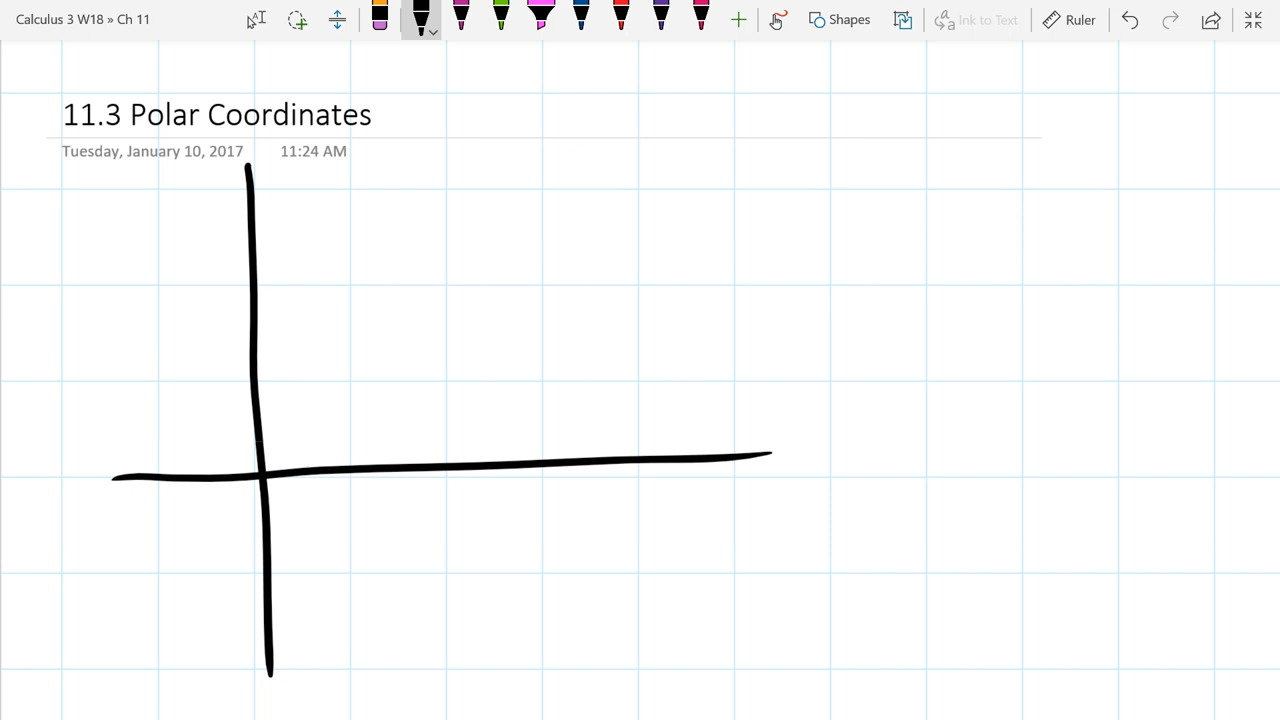 Calculus 3 W18 » Ch 11
Shapes
Ink to Text
Ruler
11.3 Polar Coordinates
Tuesday, January 10, 2017 11:24 AM